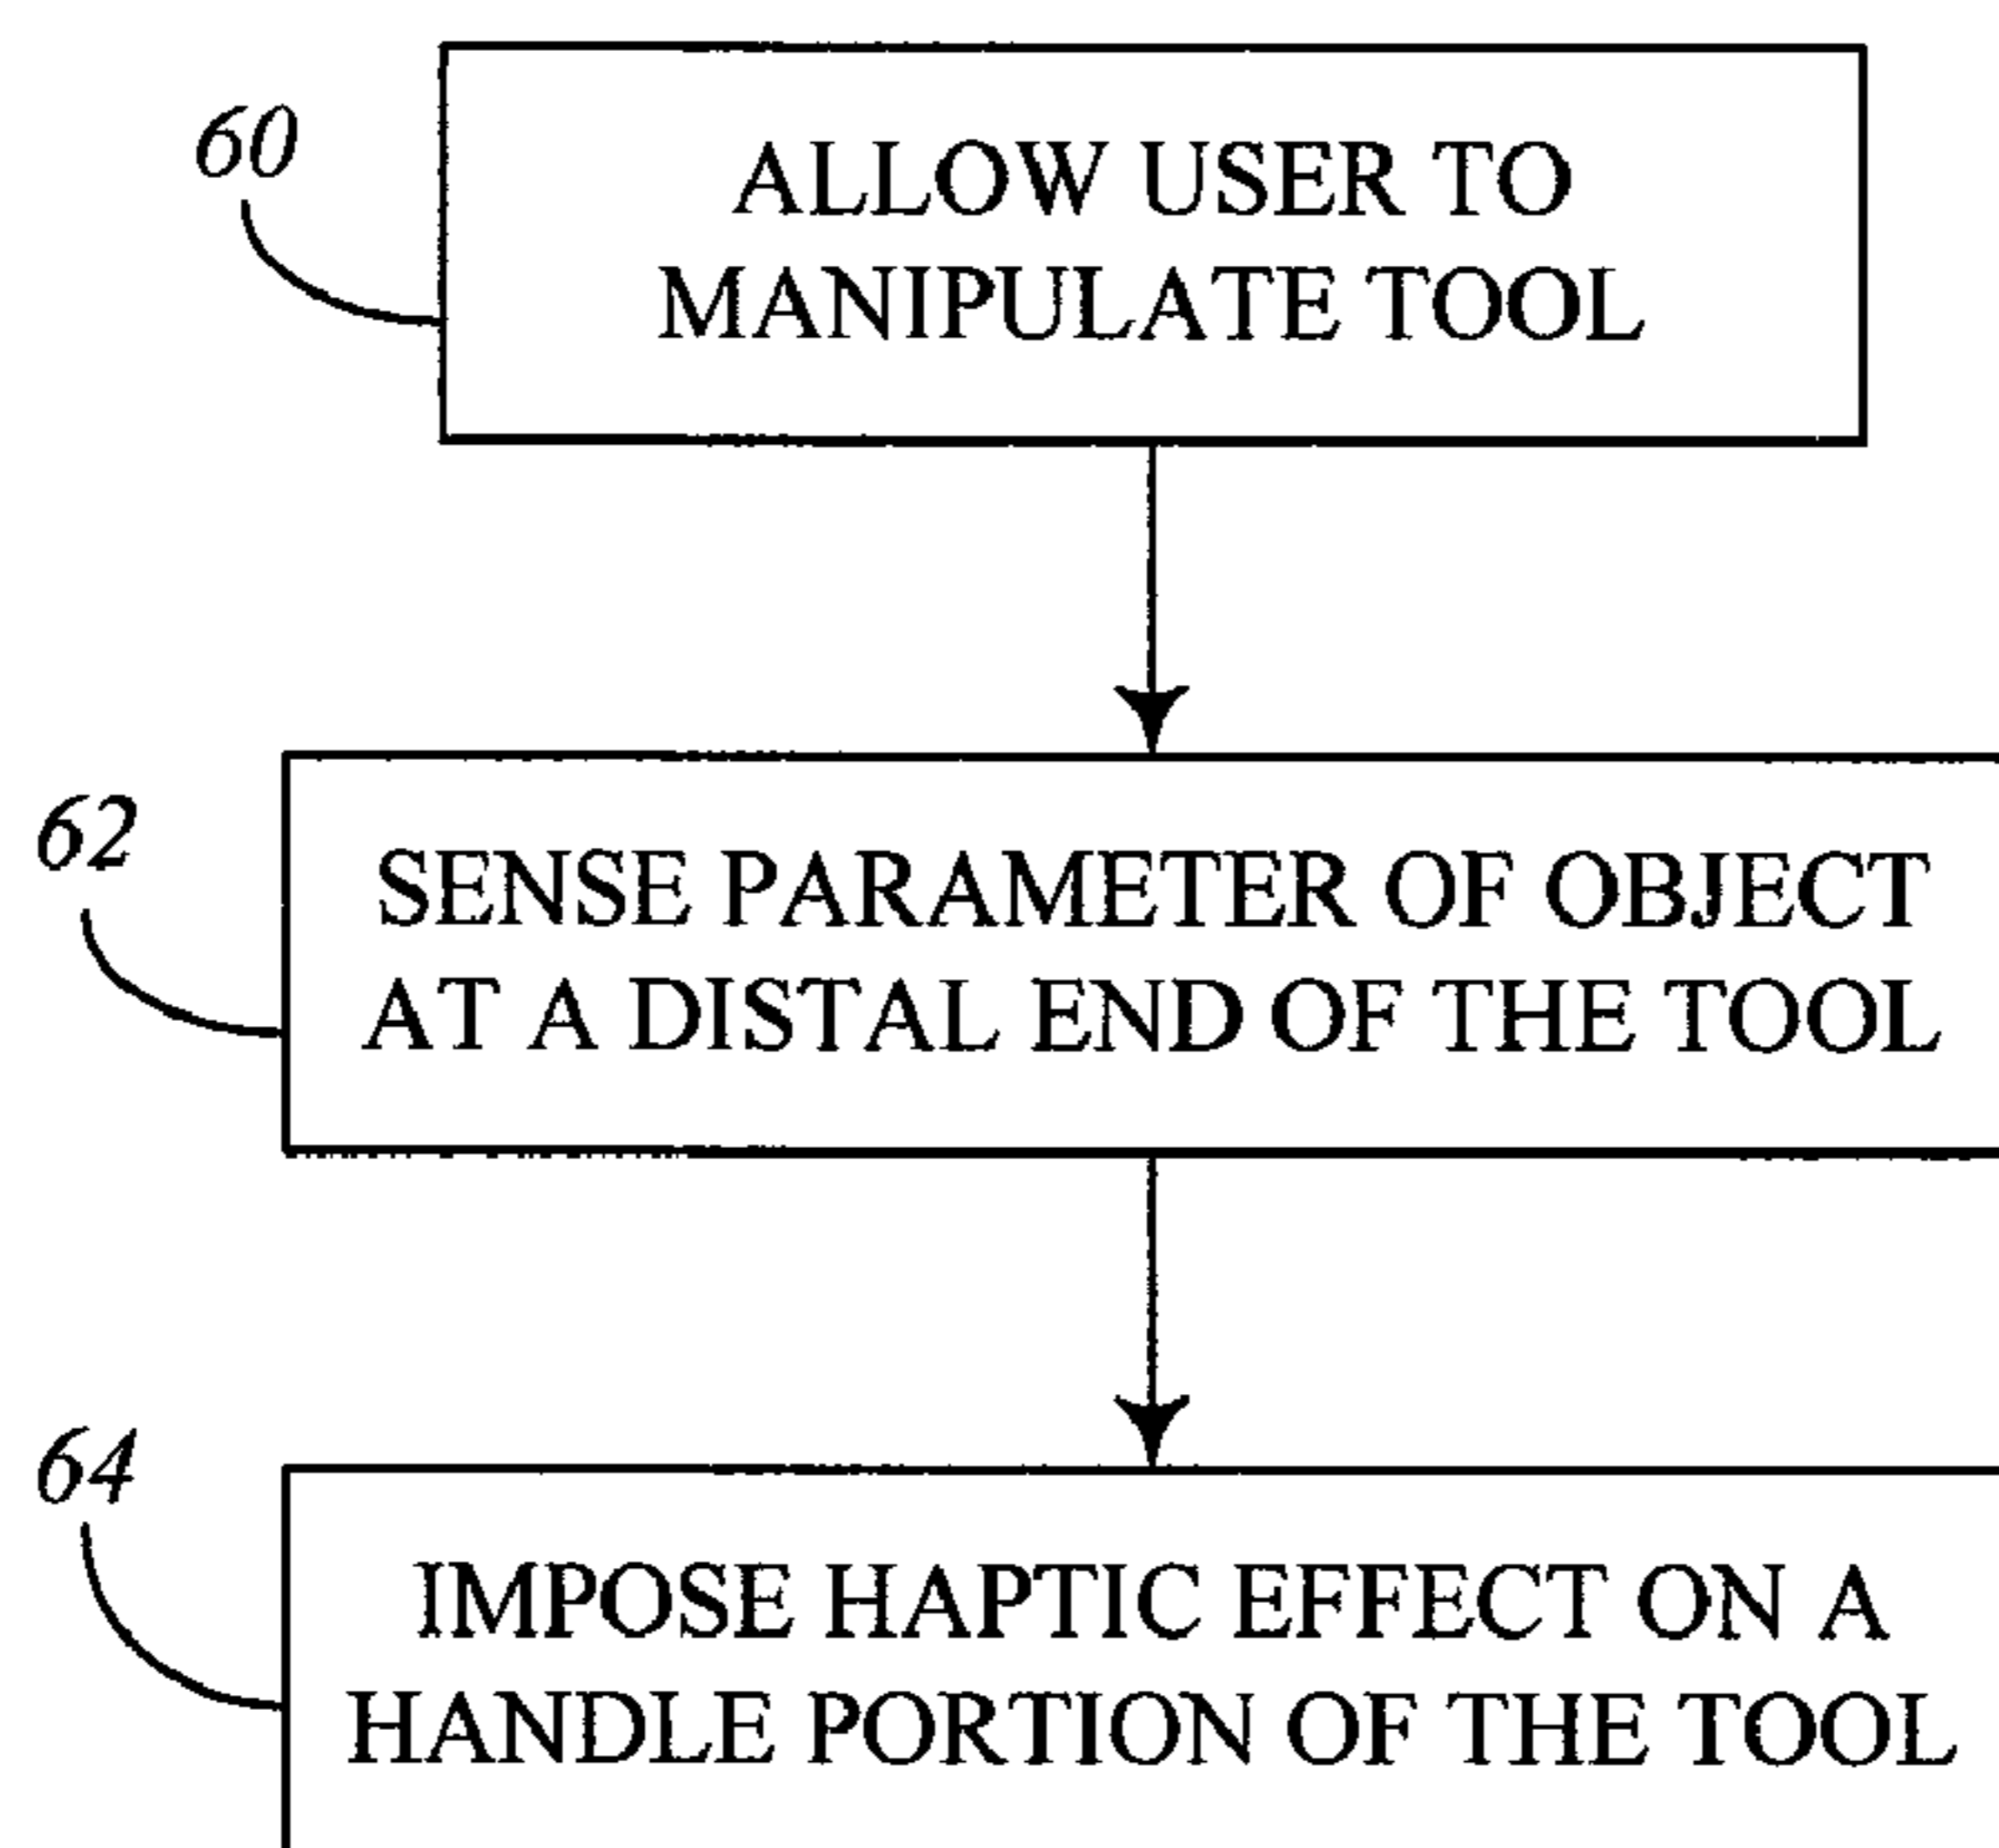 60
ALLOW USER TO
MANIPULATE TOOL
62
SENSE PARAMETER OF OBJECT
AT A DISTAL END OF THE TOOL
64
IMPOSE HAPTIC EFFECT ON A
HANDLE PORTION OF THE TOOL